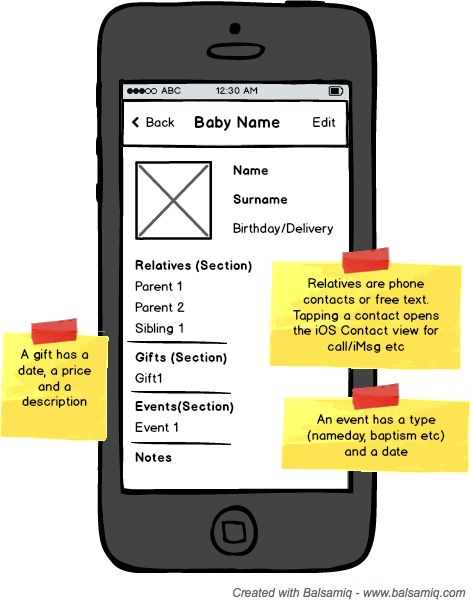 ABC 12:30 AM
Back Baby Name Edit
Name
Surname
Birthday/Delivery
Relatives (Section)
Parent 1
Parent 2
Sibling 1
Gifts (Section)
Gift1
Events(Section)
Event 1
Notes
Relatives are phone
contacts or free text.
Tapping a contact opens
the iOS Contact view for
call/iMsg etc
A gift has a
date, a price
and a
description
An event has a type
(nameday, baptism etc)
and a date
Created with Balsamiq - www.balsamiq.com